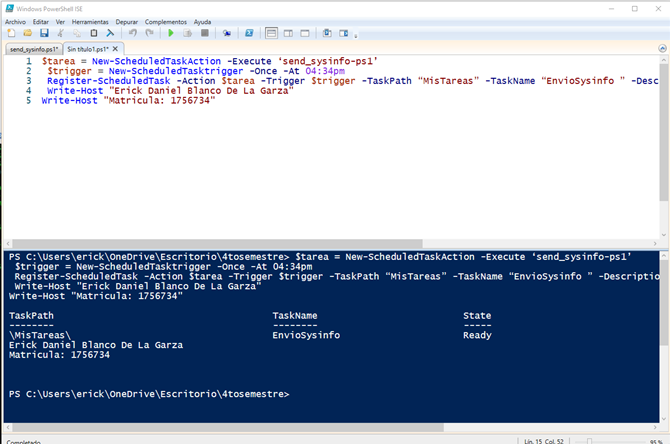 Windows PowerShell ISE
Archivo Editar Ver Herramientas Depurar Complementos Ayuda
send_sysinfo.ps1* Sin título1.ps1* X
1 $tarea = New-ScheduledTaskAction -Execute ‘send_sysinfo-ps1’
2 $trigger = New-ScheduledTasktrigger -Once -At 04:34pm
3 Register-ScheduledTask -Action $tarea -Trigger $trigger -TaskPath “MisTareas” -TaskName “EnvioSysinfo ” -Desc
4 Write-Host "Erick Daniel Blanco De La Garza"
5 Write-Host "Matricula: 1756734"
PS C:\Users\erick\OneDrive\Escritorio\4tosemestre> $tarea = New-ScheduledTaskAction -Execute ‘send_sysinfo-ps1’
$trigger = New-ScheduledTasktrigger -Once -At 04:34pm
Register-ScheduledTask -Action $tarea -Trigger $trigger -TaskPath “MisTareas” -TaskName “EnvioSysinfo ” -Descriptio
Write-Host "Erick Daniel Blanco De La Garza"
Write-Host "Matricula: 1756734"
TaskPath TaskName State
-------- -------- -----
\MisTareas\ EnvioSysinfo Ready
Erick Daniel Blanco De La Garza
Matricula: 1756734
PS C:\Users\erick\OneDrive\Escritorio\4tosemestre>
Completado Lín. 15 Col. 52 95 %